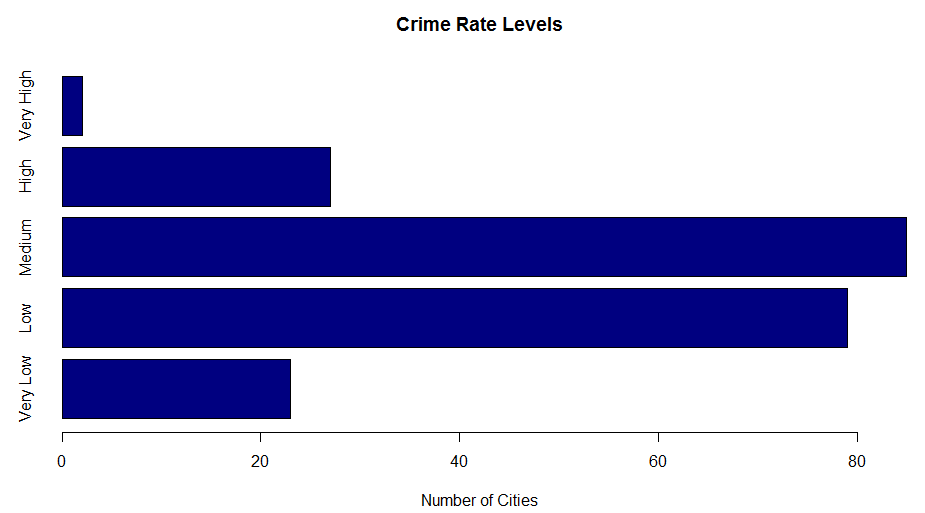 Crime Rate Levels
Very High
High
Medium
Low
Very Low
0 20 40 60 80
Number of Cities